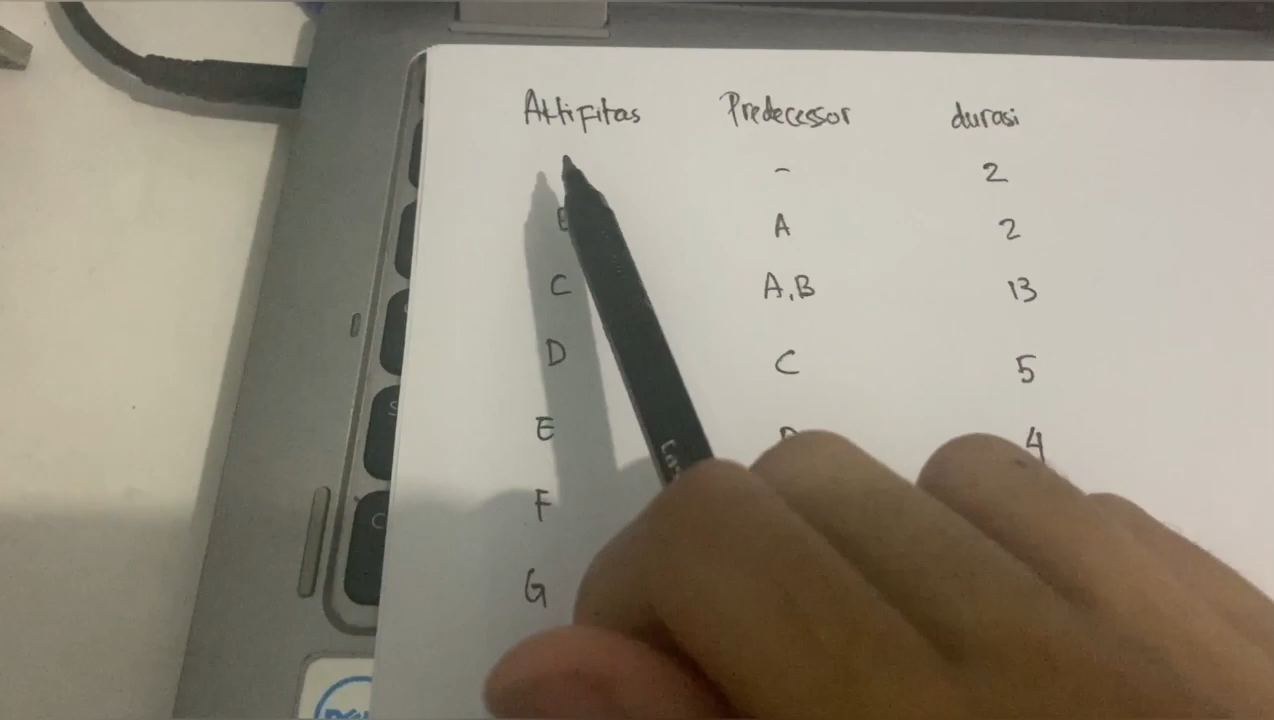 Aktifitas Predecessor durasi
- 2
A 2
C A,B 13
D C 5
E 4
F
G